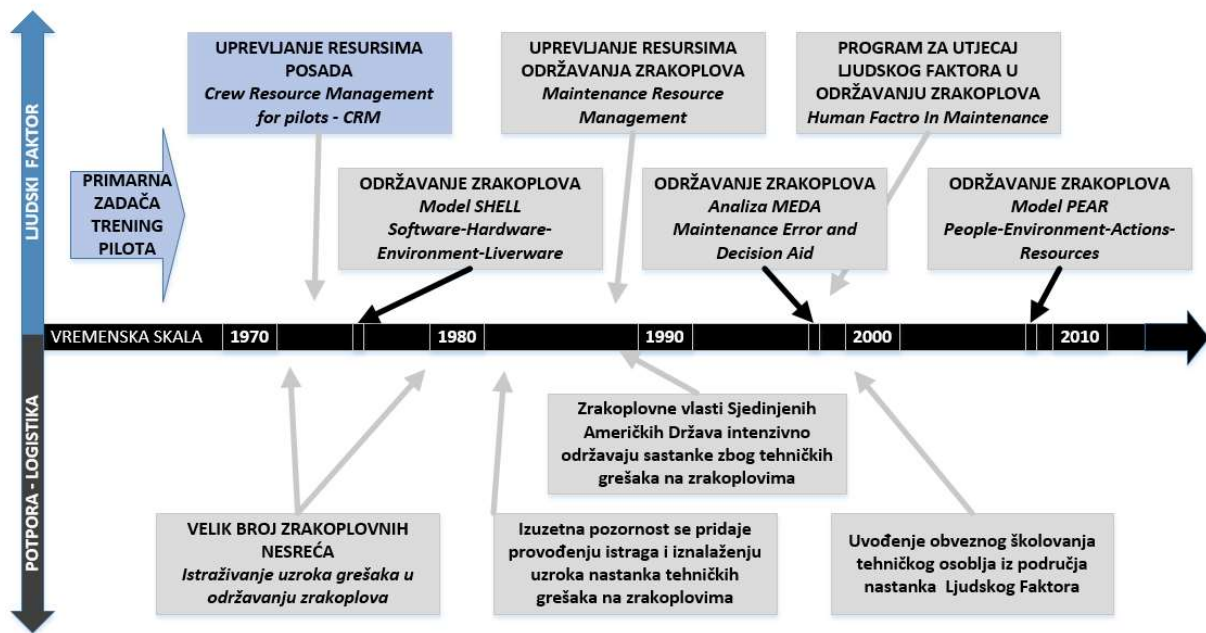 LJUDSKI FAKTOR
POTPORA - LOGISTIKA
UPREVLJANJE RESURSIMA
POSADA
Crew Resource Management
for pilots - CRM
UPREVLJANJE RESURSIMA
ODRŽAVANJA ZRAKOPLOVA
Maintenance Resource
Management
PROGRAM ZA UTJECAJ
LJUDSKOG FAKTORA U
ODRŽAVANJU ZRAKOPLOVA
Human Factro In Maintenance
PRIMARNA
ZADAČA
TRENING
PILOTA
ODRŽAVANJE ZRAKOPLOVA
Model SHELL
Software-Hardware-
Environment-Liverware
ODRŽAVANJE ZRAKOPLOVA
Analiza MEDA
Maintenance Error and
Decision Aid
ODRŽAVANJE ZRAKOPLOVA
Model PEAR
People-Environment-Actions-
Resources
VREMENSKA SKALA 1970 1980 1990 2000 2010
Zrakoplovne vlasti Sjedinjenih
Američkih Država intenzivno
održavaju sastanke zbog tehničkih
grešaka na zrakoplovima
VELIK BROJ ZRAKOPLOVNIH
NESREĆA
Istraživanje uzroka grešaka u
održavanju zrakoplova
Izuzetna pozornost se pridaje
provođenju istraga i iznalaženju
uzroka nastanka tehničkih
grešaka na zrakoplovima
Uvođenje obveznog školovanja
tehničkog osoblja iz područja
nastanka Ljudskog Faktora